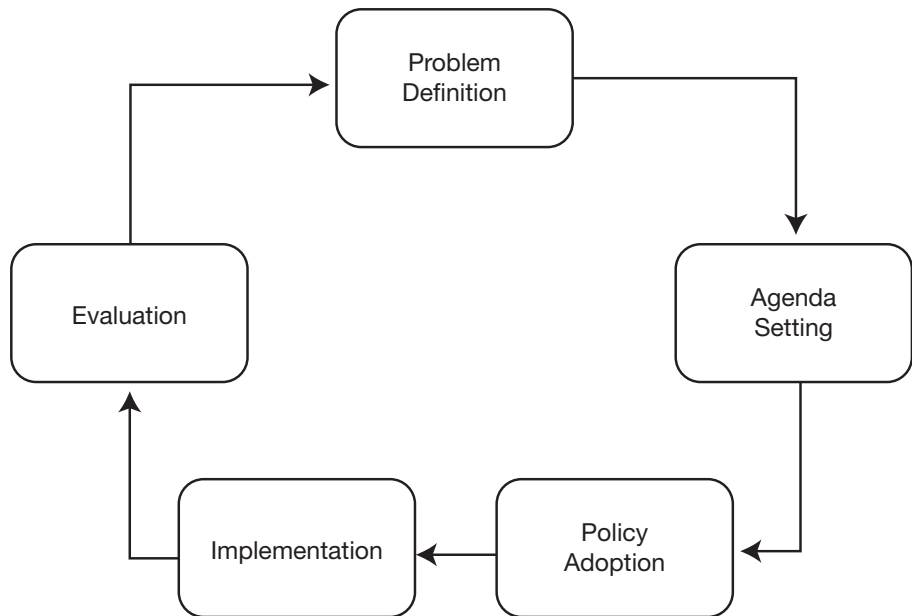 Problem
Definition
Agenda
Setting
Policy
Adoption
Implementation
Evaluation